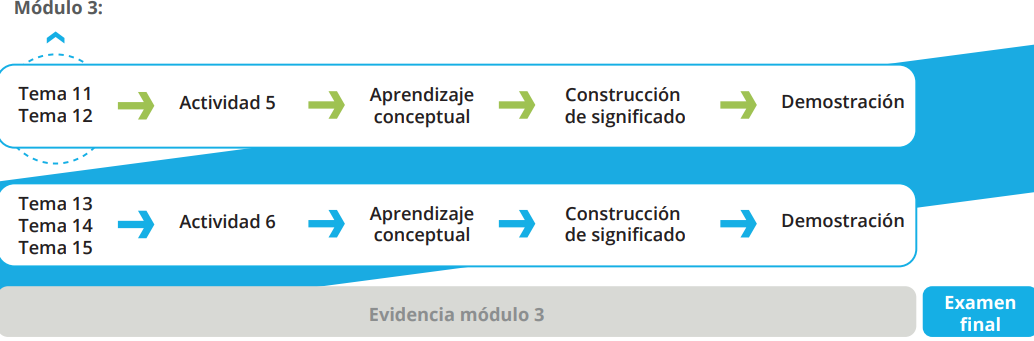 Módulo 3:
Tema 11
Tema 12
Actividad 5
Aprendizaje
conceptual
Construcción
de significado
Demostración
Tema 13
Tema 14
Tema 15
Actividad 6
Aprendizaje
conceptual
Construcción
de significado
Demostración
Evidencia módulo 3
Examen
final